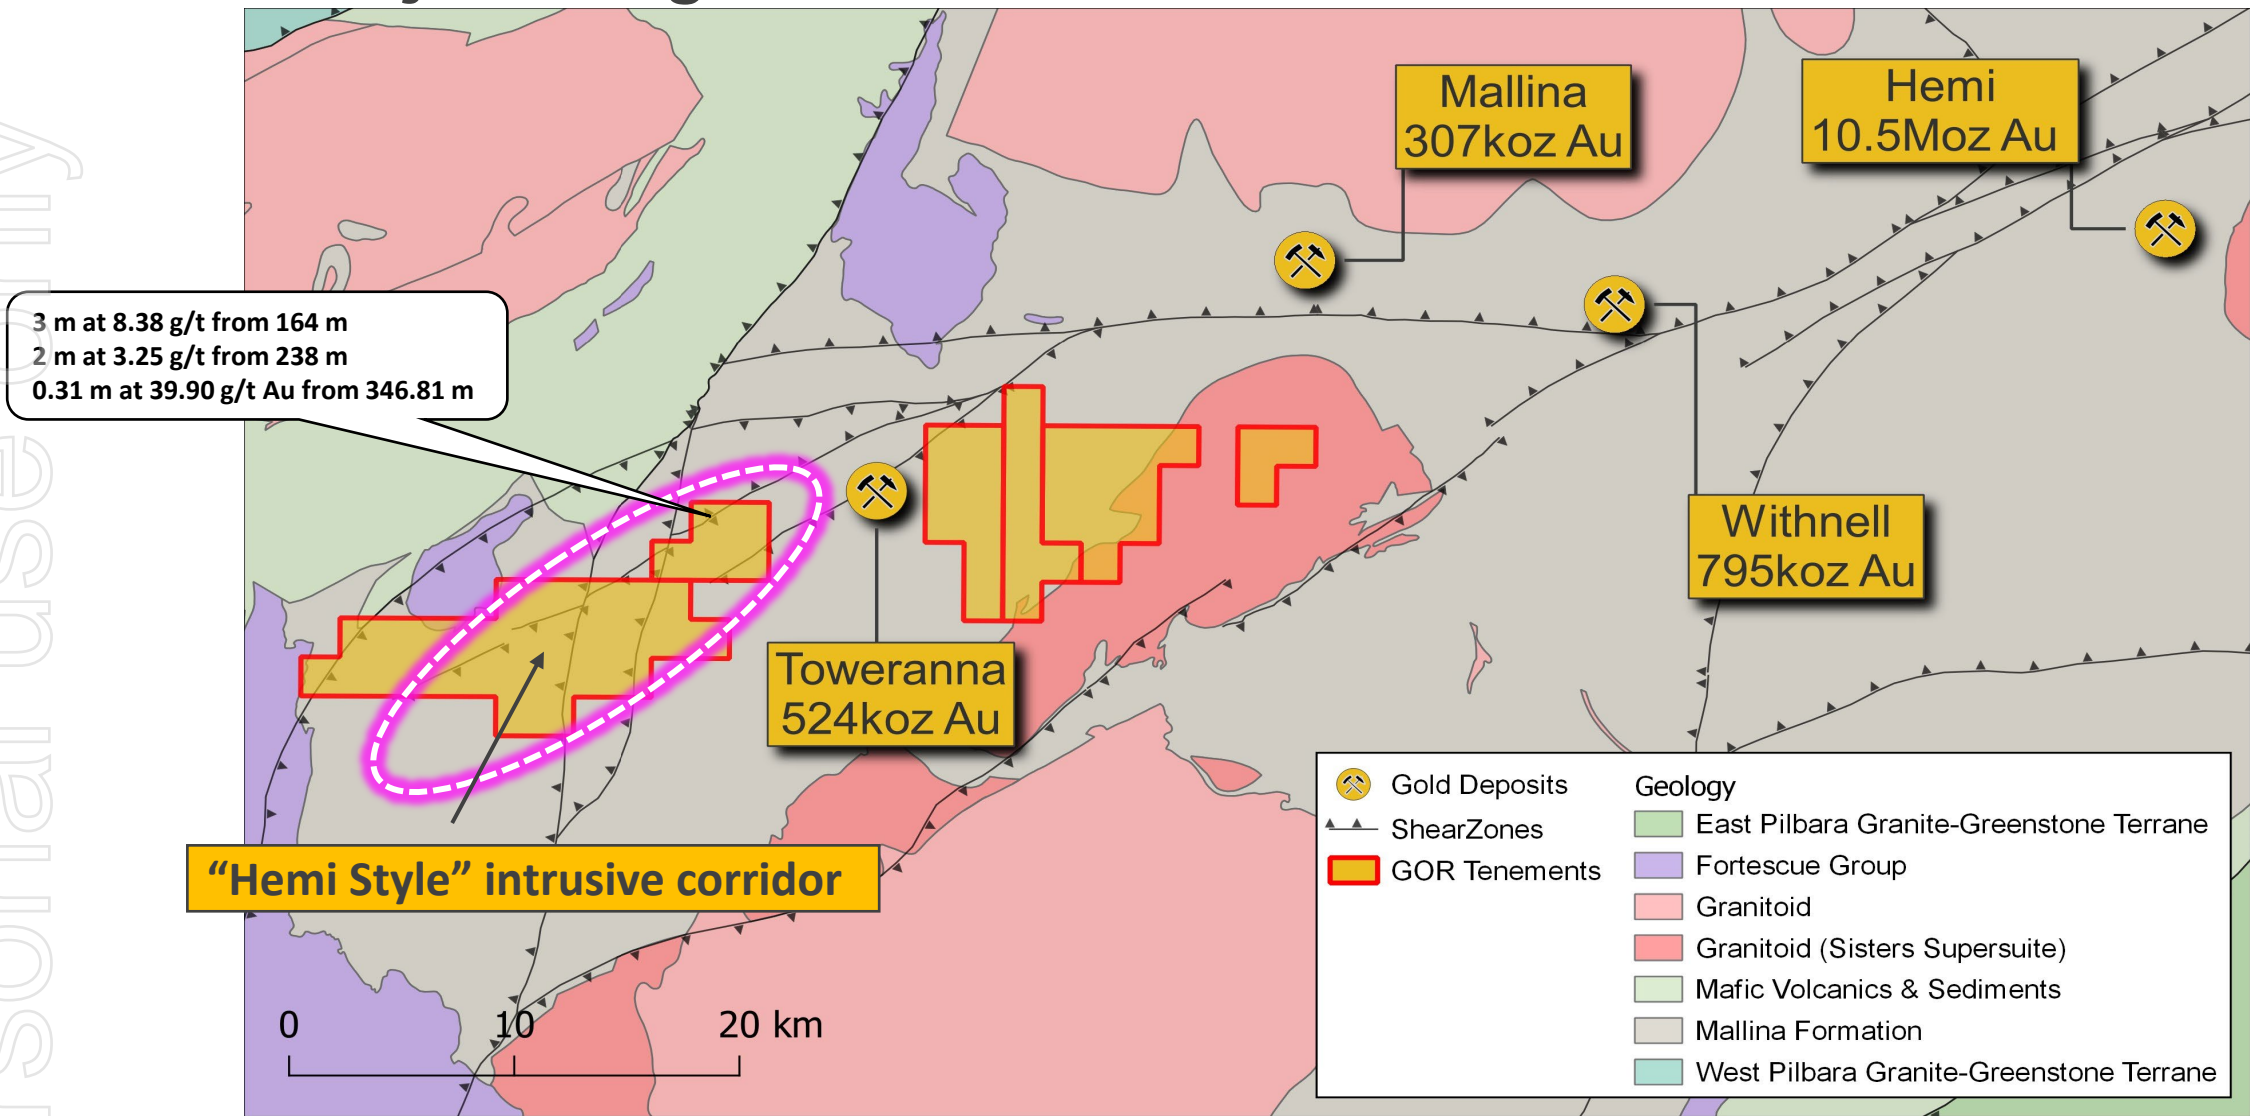 Mallina
307koz Au
Hemi
10.5Moz Au
3 m at 8.38 g/t from 164 m
2 m at 3.25 g/t from 238 m
0.31 m at 39.90 g/t Au from 346.81 m
Withnell
795koz Au
Toweranna
524koz Au
“Hemi Style” intrusive corridor
0 10 20 km
Gold Deposits
ShearZones
GOR Tenements
Geology
East Pilbara Granite-Greenstone Terrane
Fortescue Group
Granitoid
Granitoid (Sisters Supersuite)
Mafic Volcanics & Sediments
Mallina Formation
West Pilbara Granite-Greenstone Terrane